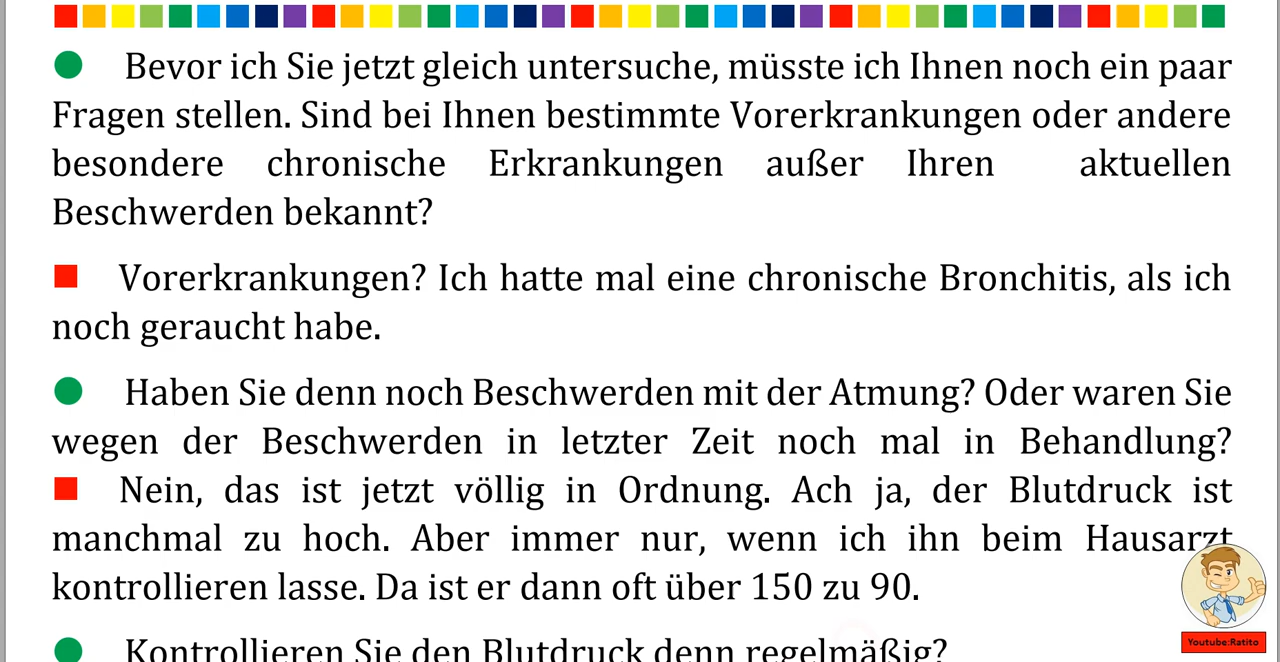 Bevor ich Sie jetzt gleich untersuche, müsste ich Ihnen noch ein paar
Fragen stellen. Sind bei Ihnen bestimmte Vorerkrankungen oder andere
besondere chronische Erkrankungen außer Ihren aktuellen
Beschwerden bekannt?
Vorerkrankungen? Ich hatte mal eine chronische Bronchitis, als ich
noch geraucht habe.
Haben Sie denn noch Beschwerden mit der Atmung? Oder waren Sie
wegen der Beschwerden in letzter Zeit noch mal in Behandlung?
Nein, das ist jetzt völlig in Ordnung. Ach ja, der Blutdruck ist
manchmal zu hoch. Aber immer nur, wenn ich ihn beim Hausarzt
kontrollieren lasse. Da ist er dann oft über 150 zu 90.
Kontrollieren Sie den Blutdruck denn regelmäßig?
Youtube:Ratito